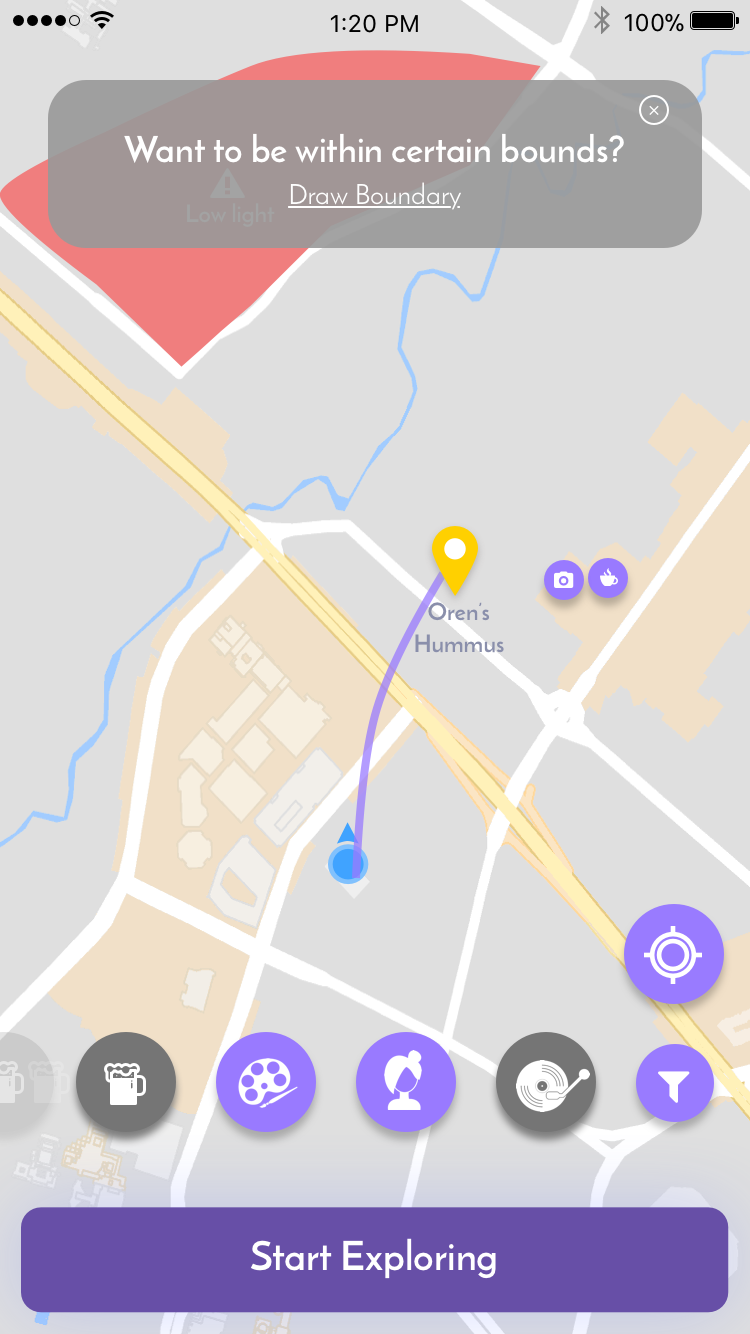 1:20 PM
100%
Want to be within certain bounds?
Draw Boundary
Low light
Oren's
Hummus
Start Exploring